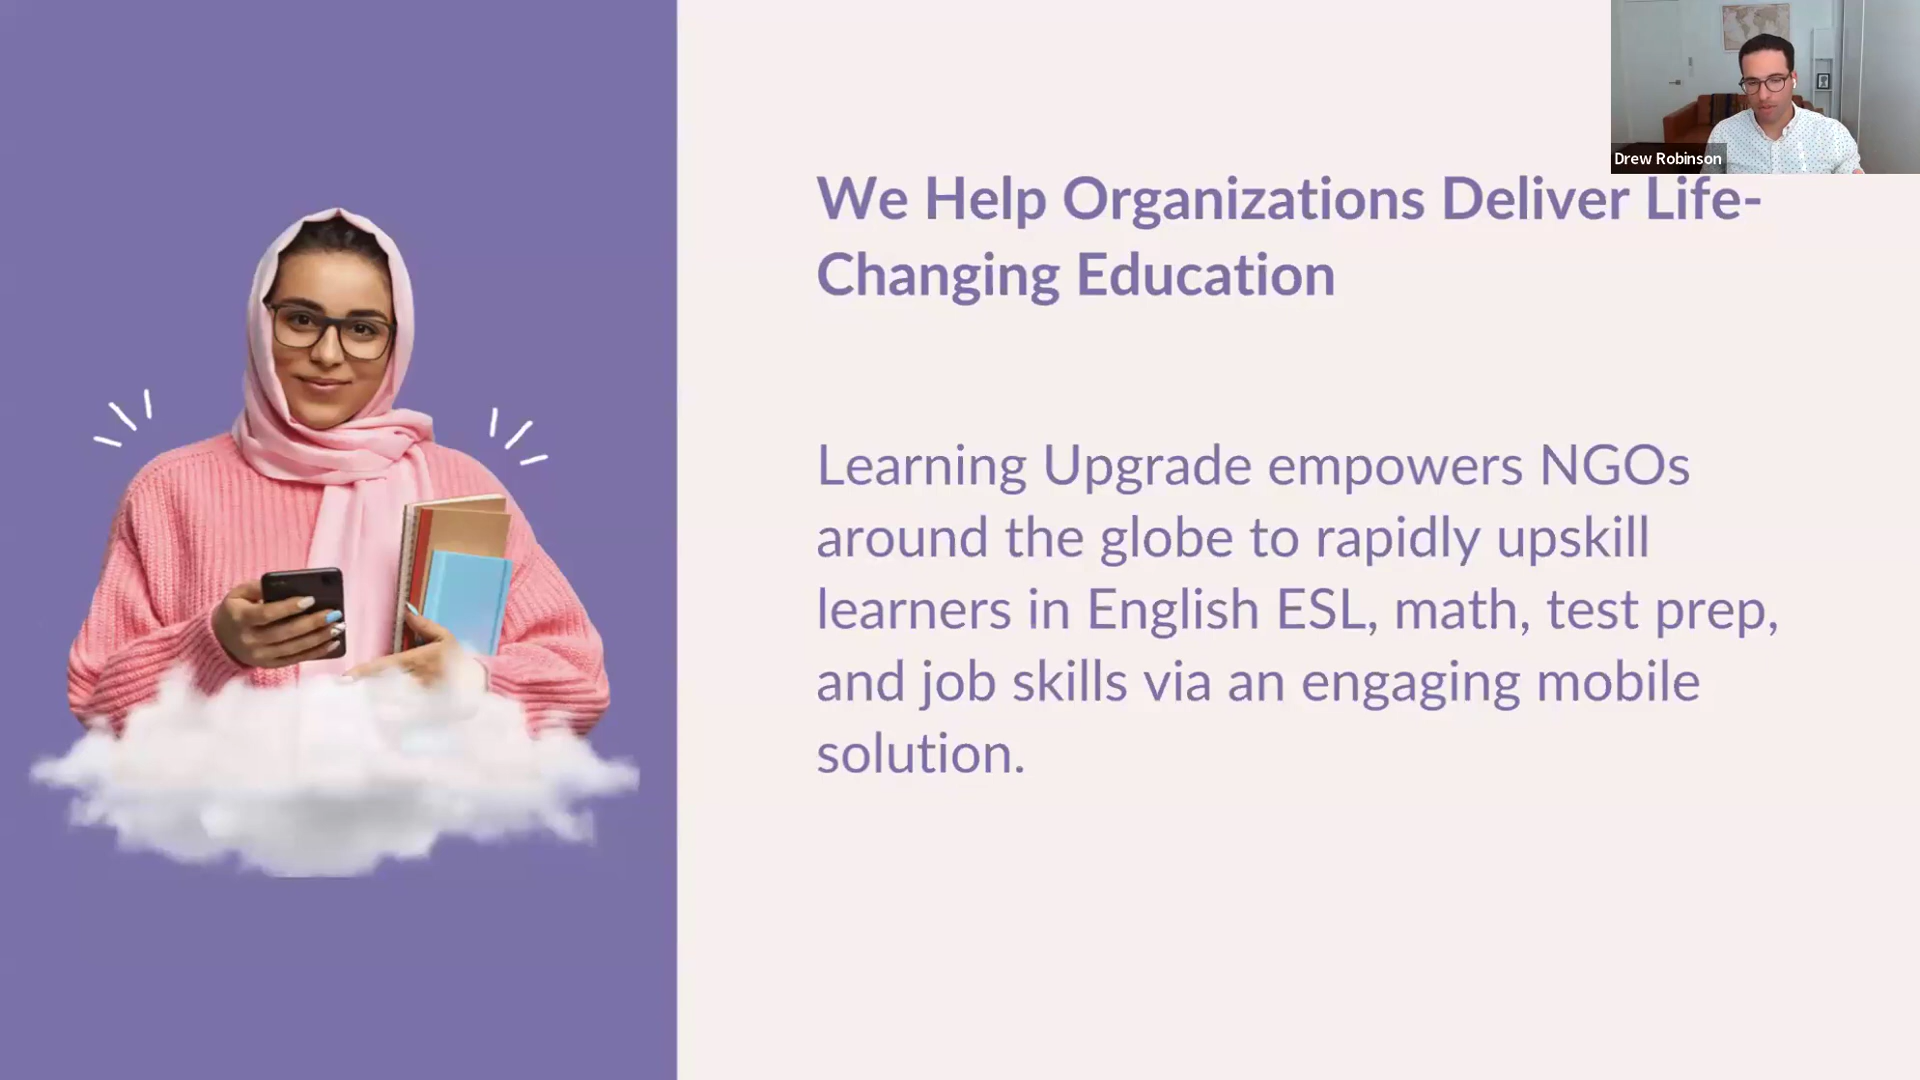 Drew Robinson
We Help Organizations Deliver Life-
Changing Education
Learning Upgrade empowers NGOs
around the globe to rapidly upskill
learners in English ESL, math, test prep,
and job skills via an engaging mobile
solution.